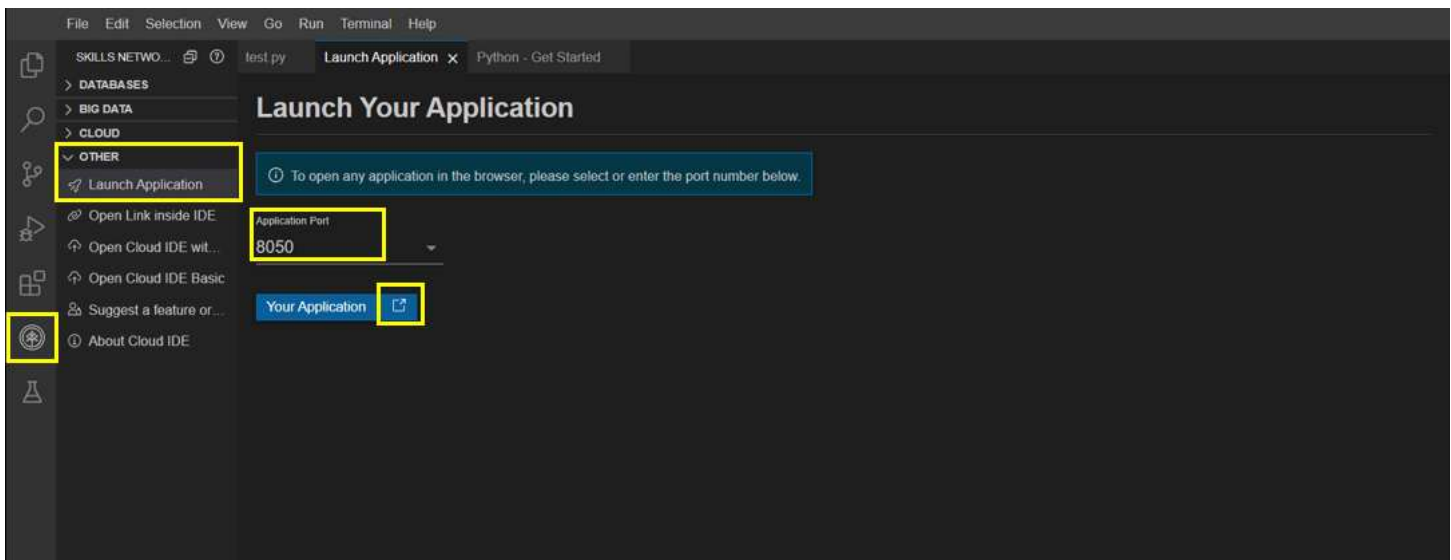 File Edit Selection View Go Run Terminal Help
SKILLS NETWO...
test.py Launch Application Python - Get Started
DATABASES
BIG DATA
CLOUD
OTHER
Launch Application
Open Link inside IDE
Open Cloud IDE wit...
Open Cloud IDE Basic
Suggest a feature or...
About Cloud IDE
Launch Your Application
To open any application in the browser, please select or enter the port number below.
Application Port
8050
Your Application